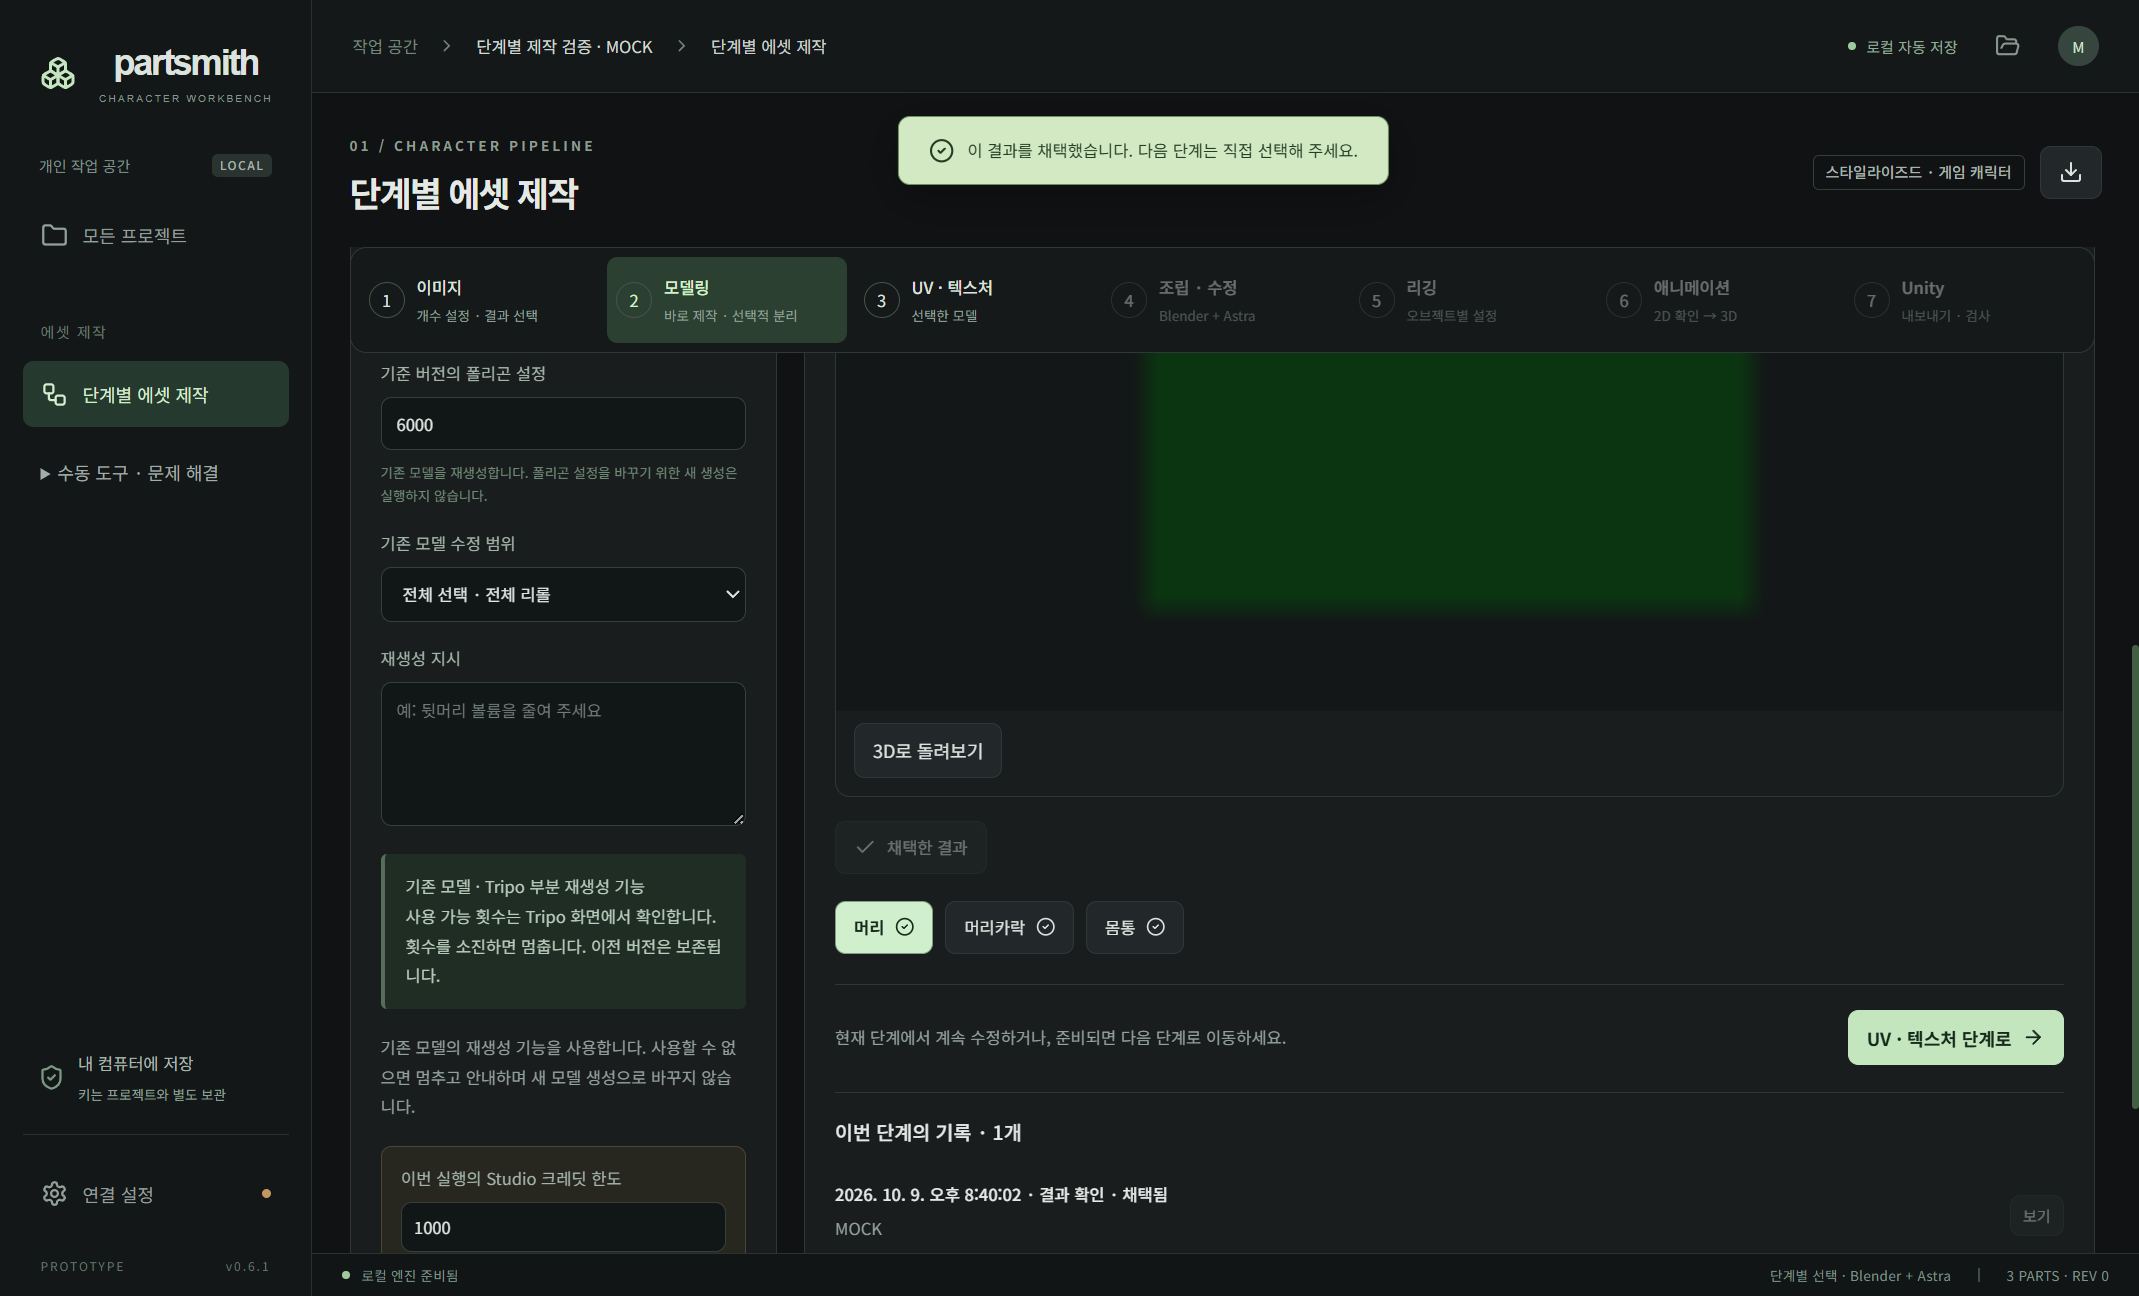 partsmith
CHARACTER WORKBENCH
개인 작업 공간
LOCAL
모든 프로젝트
에셋 제작
단계별 에셋 제작
▶ 수동 도구 · 문제 해결
내 컴퓨터에 저장
키는 프로젝트와 별도 보관
연결 설정
PROTOTYPE
v0.6.1
작업 공간 > 단계별 제작 검증 · MOCK > 단계별 에셋 제작
로컬 자동 저장
M
01 / CHARACTER PIPELINE
단계별 에셋 제작
이 결과를 채택했습니다. 다음 단계는 직접 선택해 주세요.
스타일라이즈드 · 게임 캐릭터
1 이미지
개수 설정 · 결과 선택
2 모델링
바로 제작 · 선택적 분리
3 UV · 텍스처
선택한 모델
4 조립 · 수정
Blender + Astra
5 리깅
오브젝트별 설정
6 애니메이션
2D 확인 → 3D
7 Unity
내보내기 · 검사
기준 버전의 폴리곤 설정
6000
기존 모델을 재생성합니다. 폴리곤 설정을 바꾸기 위한 새 생성은
실행하지 않습니다.
기존 모델 수정 범위
전체 선택 · 전체 리롤
재생성 지시
예: 뒷머리 볼륨을 줄여 주세요
기존 모델 · Tripo 부분 재생성 기능
사용 가능 횟수는 Tripo 화면에서 확인합니다.
횟수를 소진하면 멈춥니다. 이전 버전은 보존됩
니다.
기존 모델의 재생성 기능을 사용합니다. 사용할 수 없
으면 멈추고 안내하며 새 모델 생성으로 바꾸지 않습
니다.
이번 실행의 Studio 크레딧 한도
1000
3D로 돌려보기
채택한 결과
머리
머리카락
몸통
현재 단계에서 계속 수정하거나, 준비되면 다음 단계로 이동하세요.
UV · 텍스처 단계로 →
이번 단계의 기록 · 1개
2026. 10. 9. 오후 8:40:02 · 결과 확인 · 채택됨
MOCK
보기
로컬 엔진 준비됨
단계별 선택 · Blender + Astra
3 PARTS · REV 0